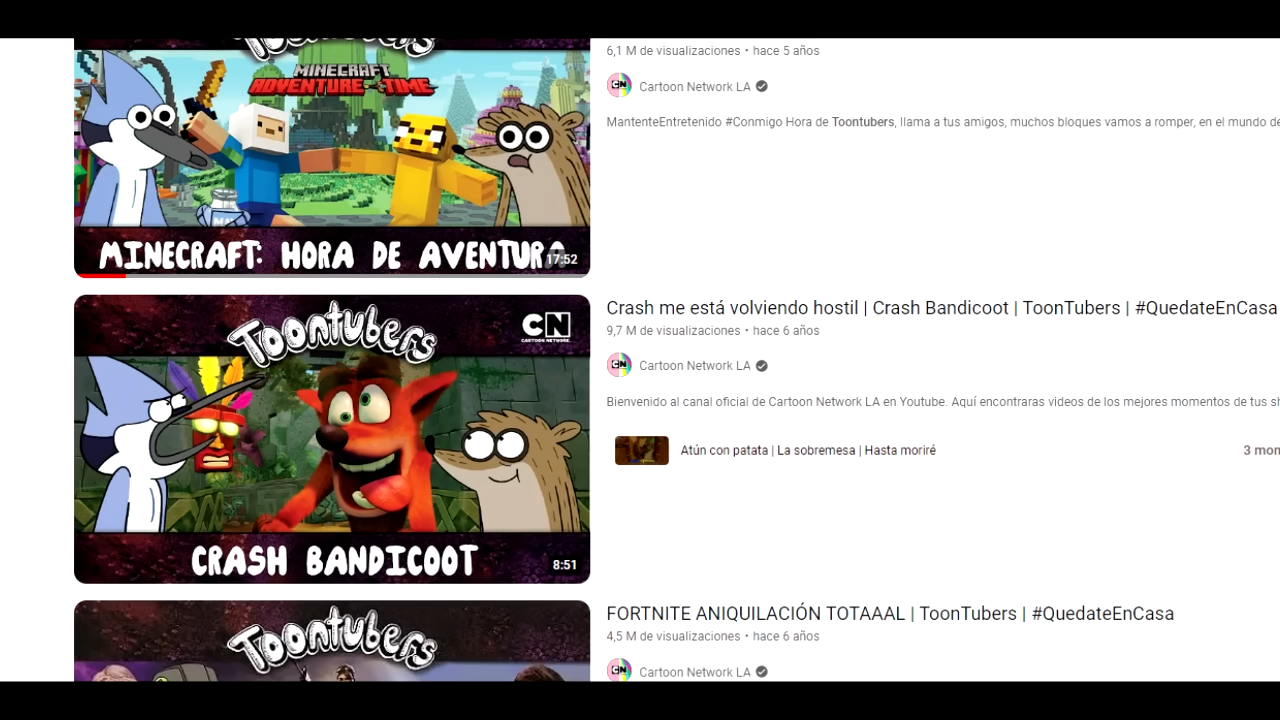 Toontubers
MINECRAFT
ADVENTURE TIME
MINECRAFT: HORA DE AVENTURA
17:52
6,1 M de visualizaciones • hace 5 años
CN Cartoon Network LA
MantenteEntretenido #Conmigo Hora de Toontubers, llama a tus amigos, muchos bloques vamos a romper, en el mundo de
Toontubers
CN
CARTOON NETWORK
CRASH BANDICOOT
8:51
Crash me está volviendo hostil | Crash Bandicoot | ToonTubers | #QuedateEnCasa
9,7 M de visualizaciones • hace 6 años
CN Cartoon Network LA
Bienvenido al canal oficial de Cartoon Network LA en Youtube. Aquí encontraras videos de los mejores momentos de tus sh
Atún con patata | La sobremesa | Hasta moriré
3 mom
Toontubers
FORTNITE ANIQUILACIÓN TOTAAAL | ToonTubers | #QuedateEnCasa
4,5 M de visualizaciones • hace 6 años
CN Cartoon Network LA